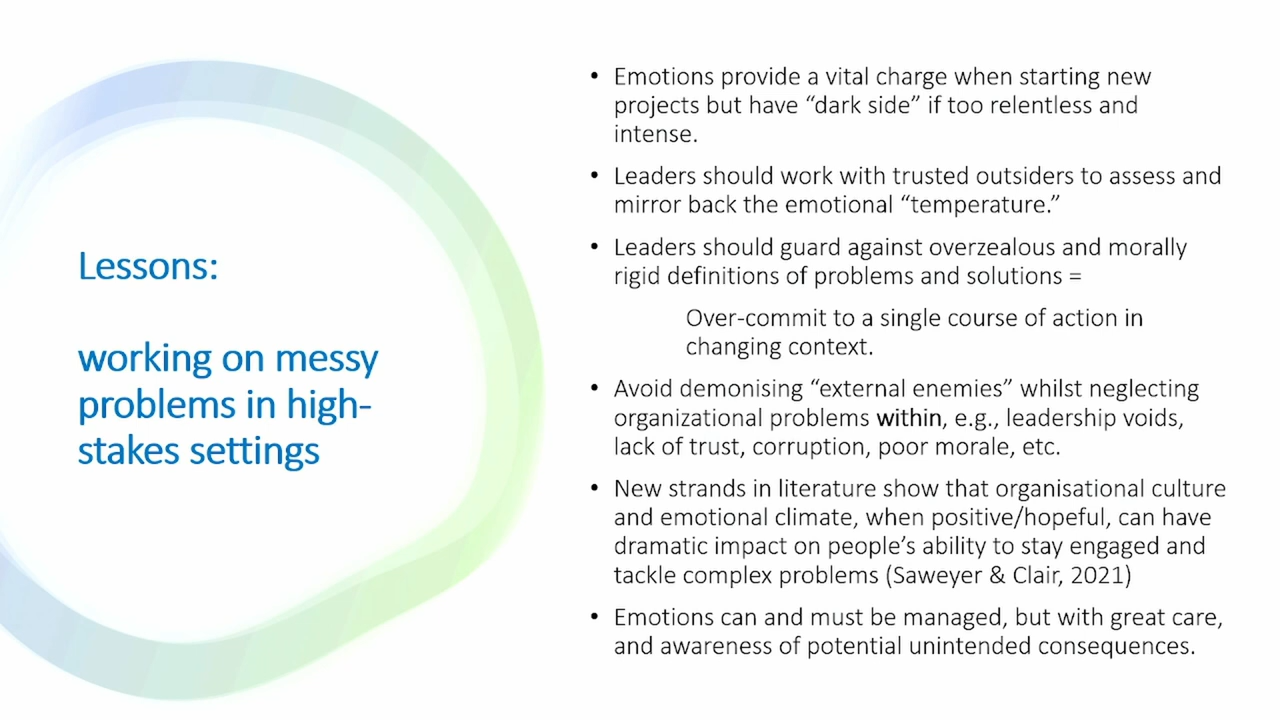 Lessons:
working on messy
problems in high-
stakes settings
• Emotions provide a vital charge when starting new
projects but have “dark side” if too relentless and
intense.
• Leaders should work with trusted outsiders to assess and
mirror back the emotional “temperature.”
• Leaders should guard against overzealous and morally
rigid definitions of problems and solutions =
Over-commit to a single course of action in
changing context.
• Avoid demonising “external enemies” whilst neglecting
organizational problems within, e.g., leadership voids,
lack of trust, corruption, poor morale, etc.
• New strands in literature show that organisational culture
and emotional climate, when positive/hopeful, can have
dramatic impact on people’s ability to stay engaged and
tackle complex problems (Saweyer & Clair, 2021)
• Emotions can and must be managed, but with great care,
and awareness of potential unintended consequences.